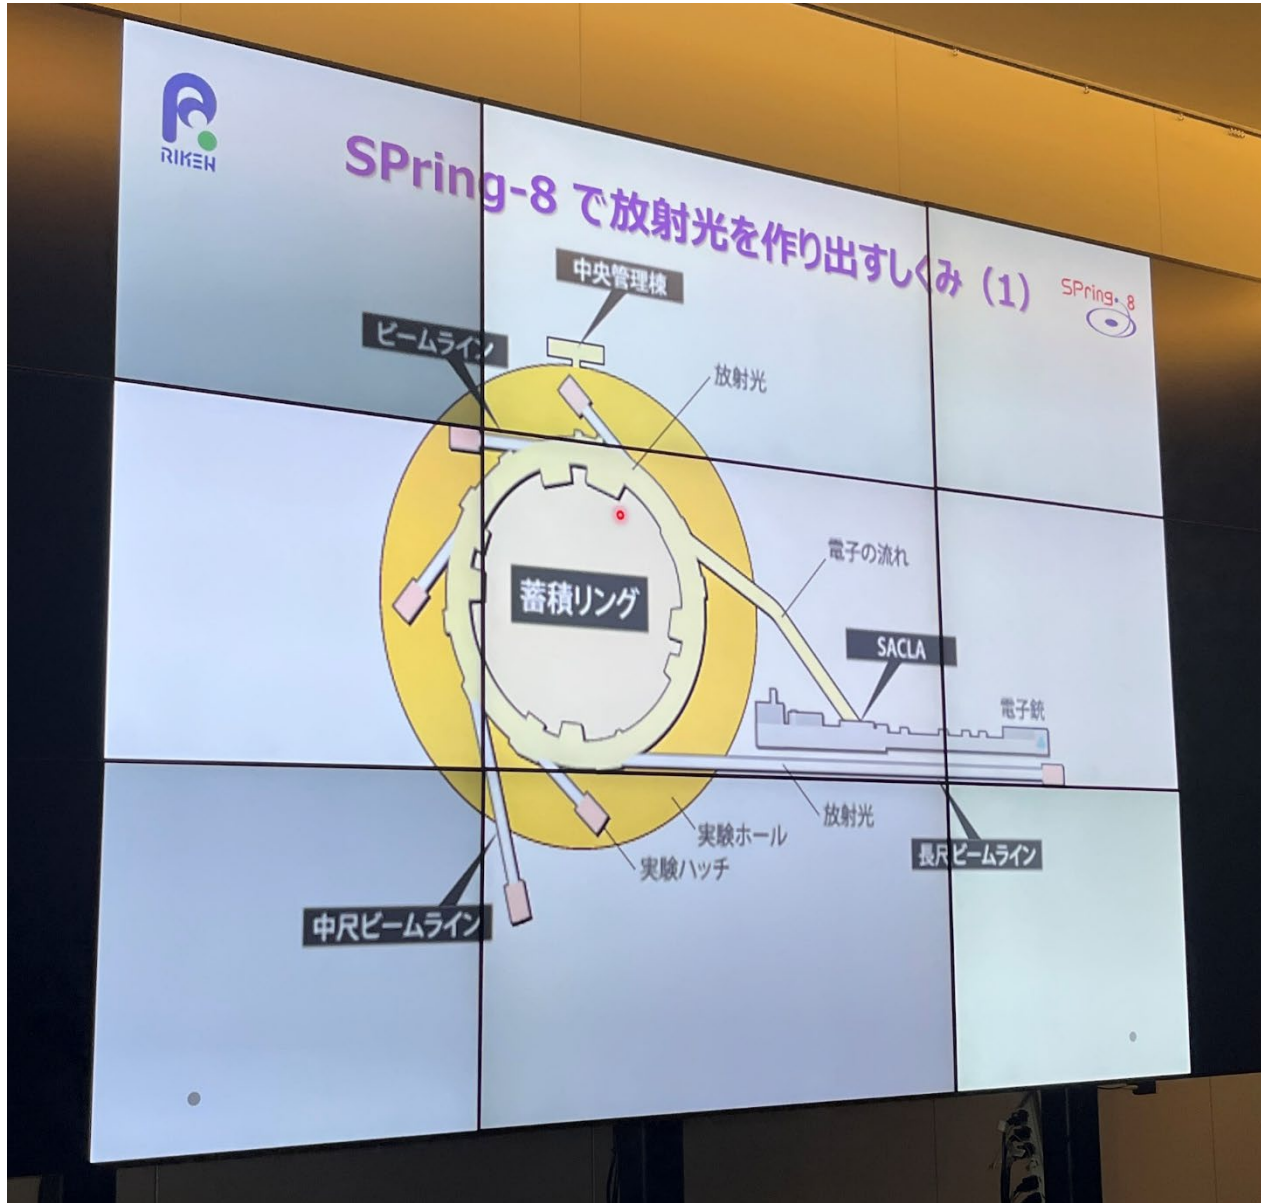 RIKEN
SPring-8 で放射光を作り出すしくみ（1）
SPring-8
中央管理棟
ビームライン
放射光
電子の流れ
蓄積リング
SACLA
電子銃
放射光
実験ホール
長尺ビームライン
実験ハッチ
中尺ビームライン